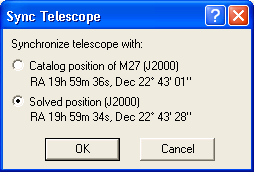 Sync Telescope
Synchronize telescope with:
Catalog position of M27 (J2000)
RA 19h 59m 36s, Dec 22° 43' 01"
Solved position (J2000)
RA 19h 59m 34s, Dec 22° 43' 28"
OK
Cancel